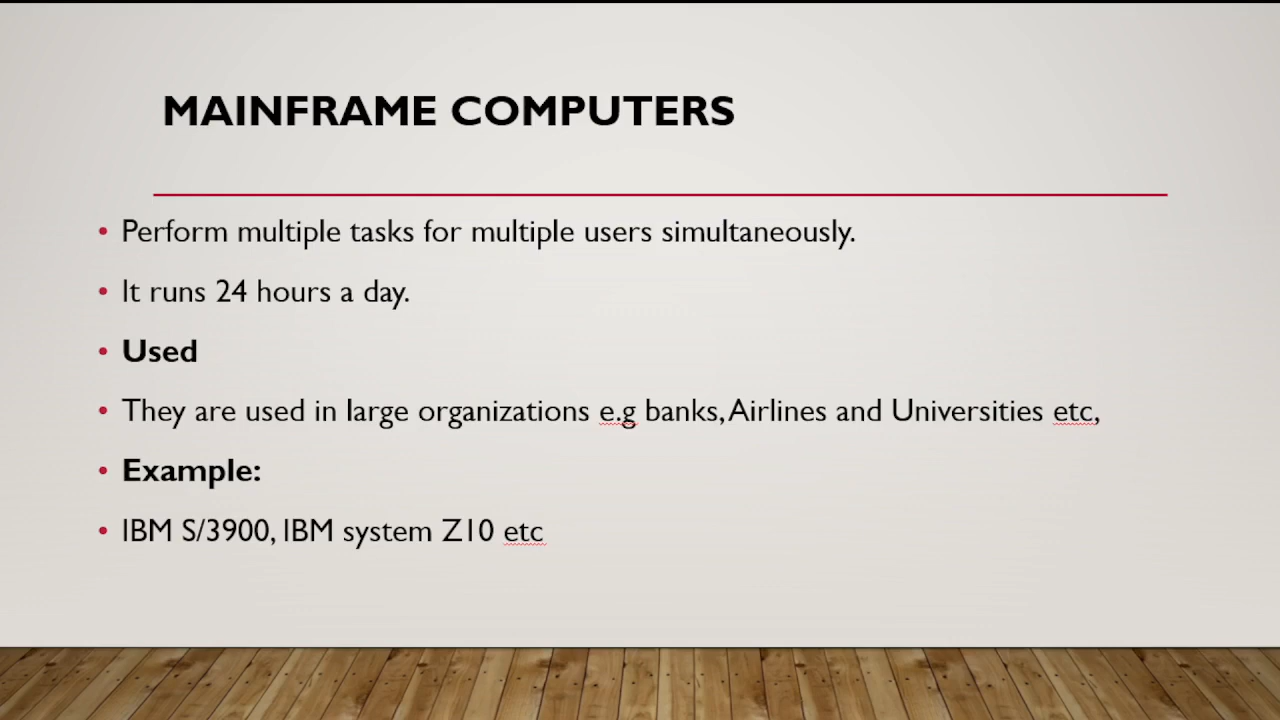 MAINFRAME COMPUTERS
• Perform multiple tasks for multiple users simultaneously.
• It runs 24 hours a day.
• Used
• They are used in large organizations e.g banks, Airlines and Universities etc,
• Example:
• IBM S/3900, IBM system Z10 etc